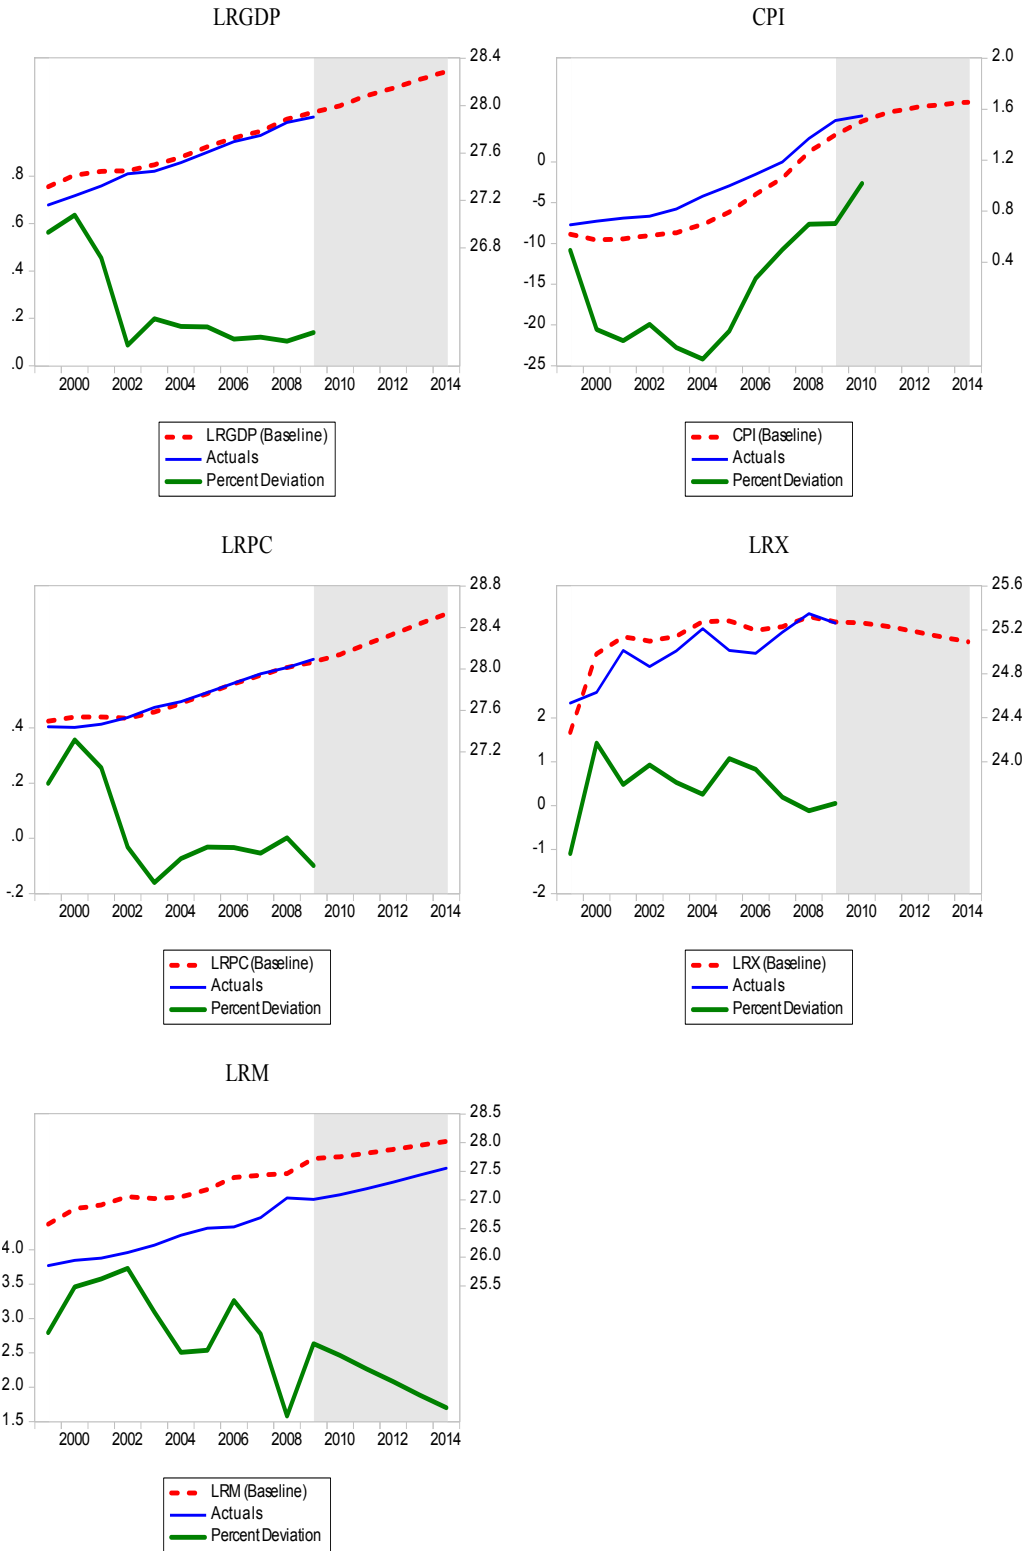 LRGDP
28.4
28.0
27.6
27.2
26.8
.8
.6
.4
.2
.0
2000 2002 2004 2006 2008 2010 2012 2014
LRGDP (Baseline)
Actuals
Percent Deviation
CPI
2.0
1.6
1.2
0.8
0.4
0
-5
-10
-15
-20
-25
2000 2002 2004 2006 2008 2010 2012 2014
CPI (Baseline)
Actuals
Percent Deviation
LRPC
28.8
28.4
28.0
27.6
27.2
.4
.2
.0
-.2
2000 2002 2004 2006 2008 2010 2012 2014
LRPC (Baseline)
Actuals
Percent Deviation
LRX
25.6
25.2
24.8
24.4
24.0
2
1
0
-1
-2
2000 2002 2004 2006 2008 2010 2012 2014
LRX (Baseline)
Actuals
Percent Deviation
LRM
28.5
28.0
27.5
27.0
26.5
26.0
25.5
4.0
3.5
3.0
2.5
2.0
1.5
2000 2002 2004 2006 2008 2010 2012 2014
LRM (Baseline)
Actuals
Percent Deviation